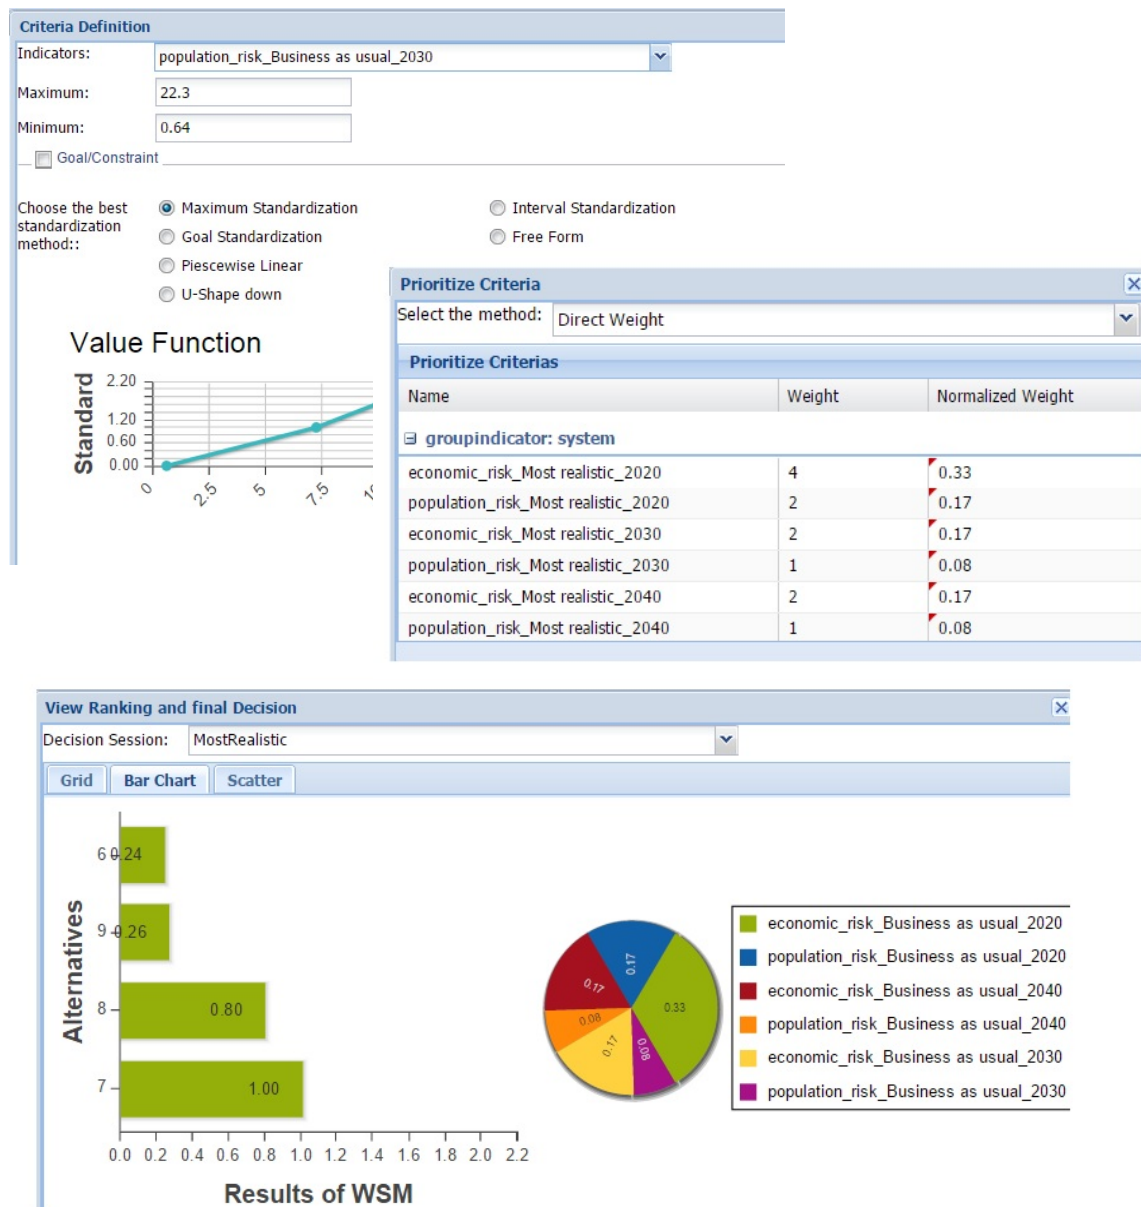 Criteria Definition
Indicators: population_risk_Business as usual_2030
Maximum: 22.3
Minimum: 0.64
Goal/Constraint
Choose the best standardization method::
Maximum Standardization
Interval Standardization
Goal Standardization
Free Form
Piescewise Linear
U-Shape down
Value Function
Standard
2.20
1.20
0.60
0.00
0 2.5 5 7.5
Prioritize Criteria
Select the method: Direct Weight
Prioritize Criterias
Name Weight Normalized Weight
groupindicator: system
economic_risk_Most realistic_2020 4 0.33
population_risk_Most realistic_2020 2 0.17
economic_risk_Most realistic_2030 2 0.17
population_risk_Most realistic_2030 1 0.08
economic_risk_Most realistic_2040 2 0.17
population_risk_Most realistic_2040 1 0.08
View Ranking and final Decision
Decision Session: MostRealistic
Grid Bar Chart Scatter
Alternatives
6 0.24
9 0.26
8 0.80
7 1.00
0.0 0.2 0.4 0.6 0.8 1.0 1.2 1.4 1.6 1.8 2.0 2.2
Results of WSM
0.17
0.33
0.17
0.08
0.17
0.08
economic_risk_Business as usual_2020
population_risk_Business as usual_2020
economic_risk_Business as usual_2040
population_risk_Business as usual_2040
economic_risk_Business as usual_2030
population_risk_Business as usual_2030